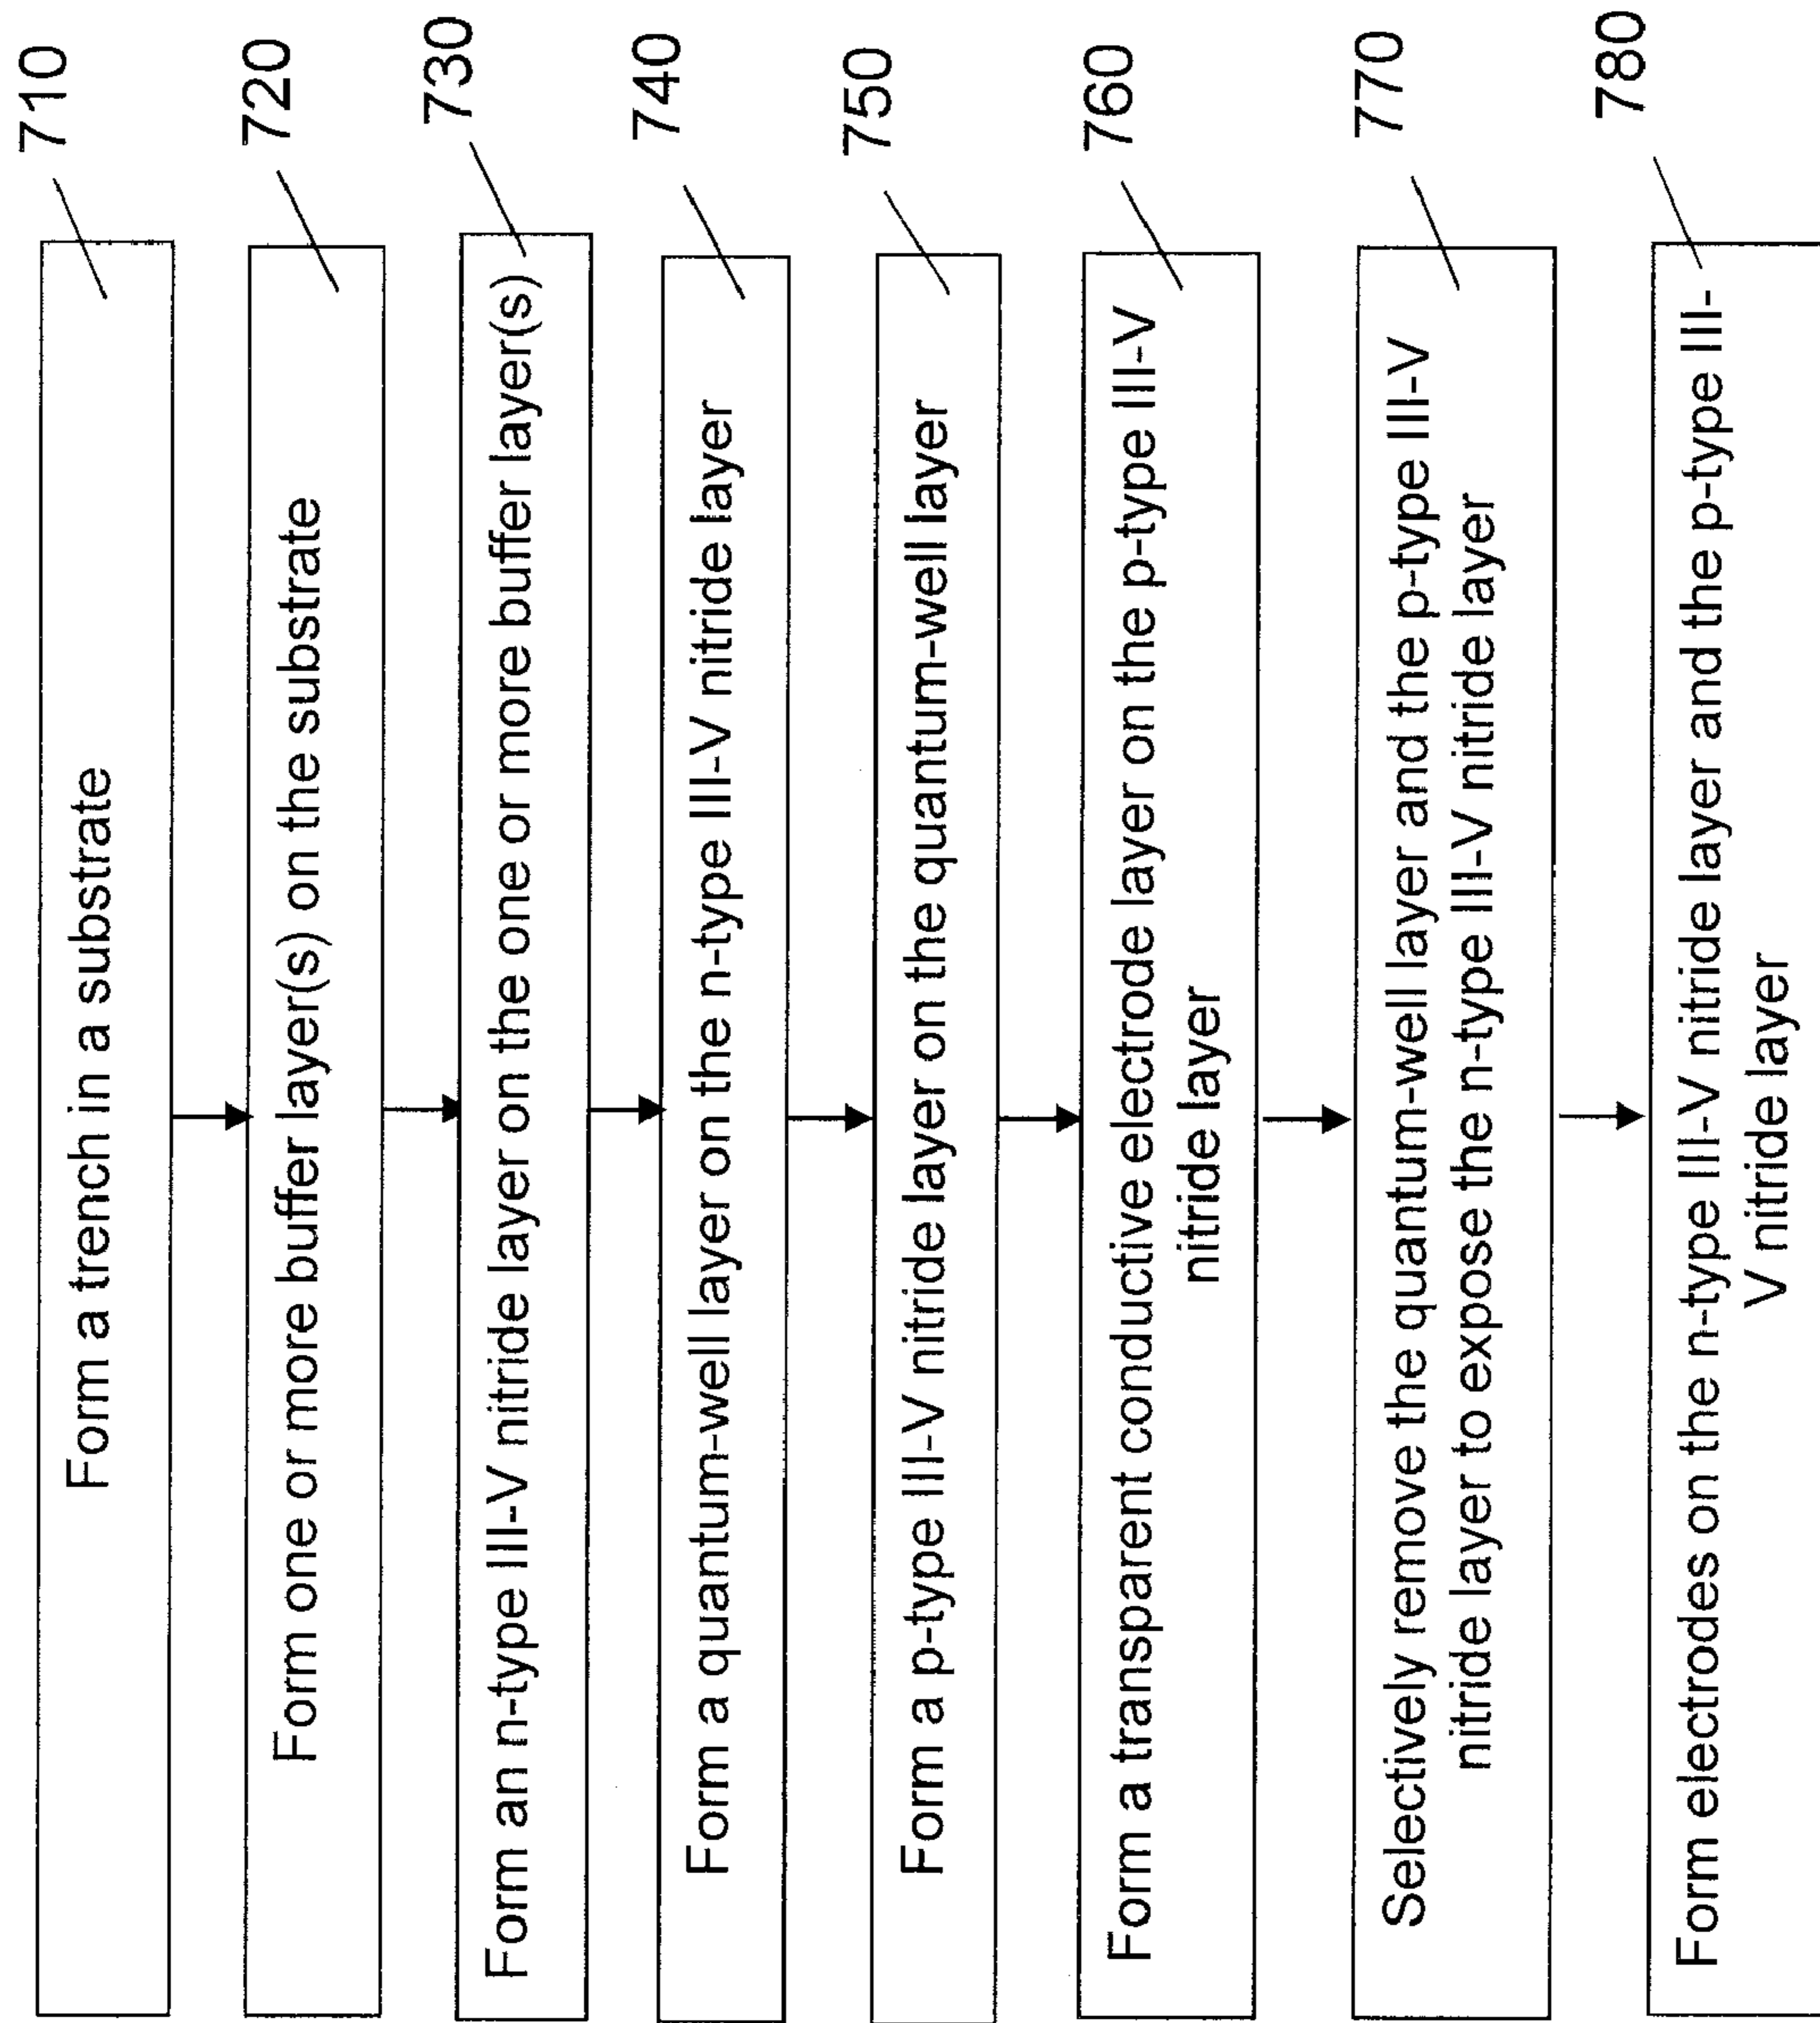 Form a trench in a substrate
710
Form one or more buffer layer(s) on the substrate
720
Form an n-type III-V nitride layer on the one or more buffer layer(s)
730
Form a quantum-well layer on the n-type III-V nitride layer
740
Form a p-type III-V nitride layer on the quantum-well layer
750
Form a transparent conductive electrode layer on the p-type III-V
nitride layer
760
Selectively remove the quantum-well layer and the p-type III-V
nitride layer to expose the n-type III-V nitride layer
770
Form electrodes on the n-type III-V nitride layer and the p-type III-
V nitride layer
780